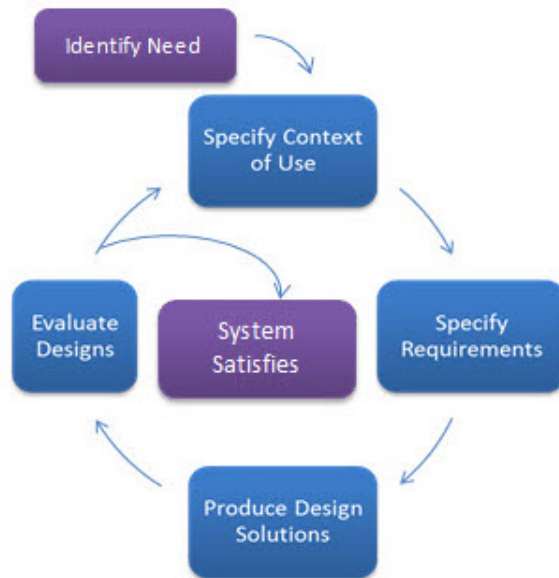 Identify Need
Specify Context
of Use
Specify
Requirements
Produce Design
Solutions
Evaluate
Designs
System
Satisfies